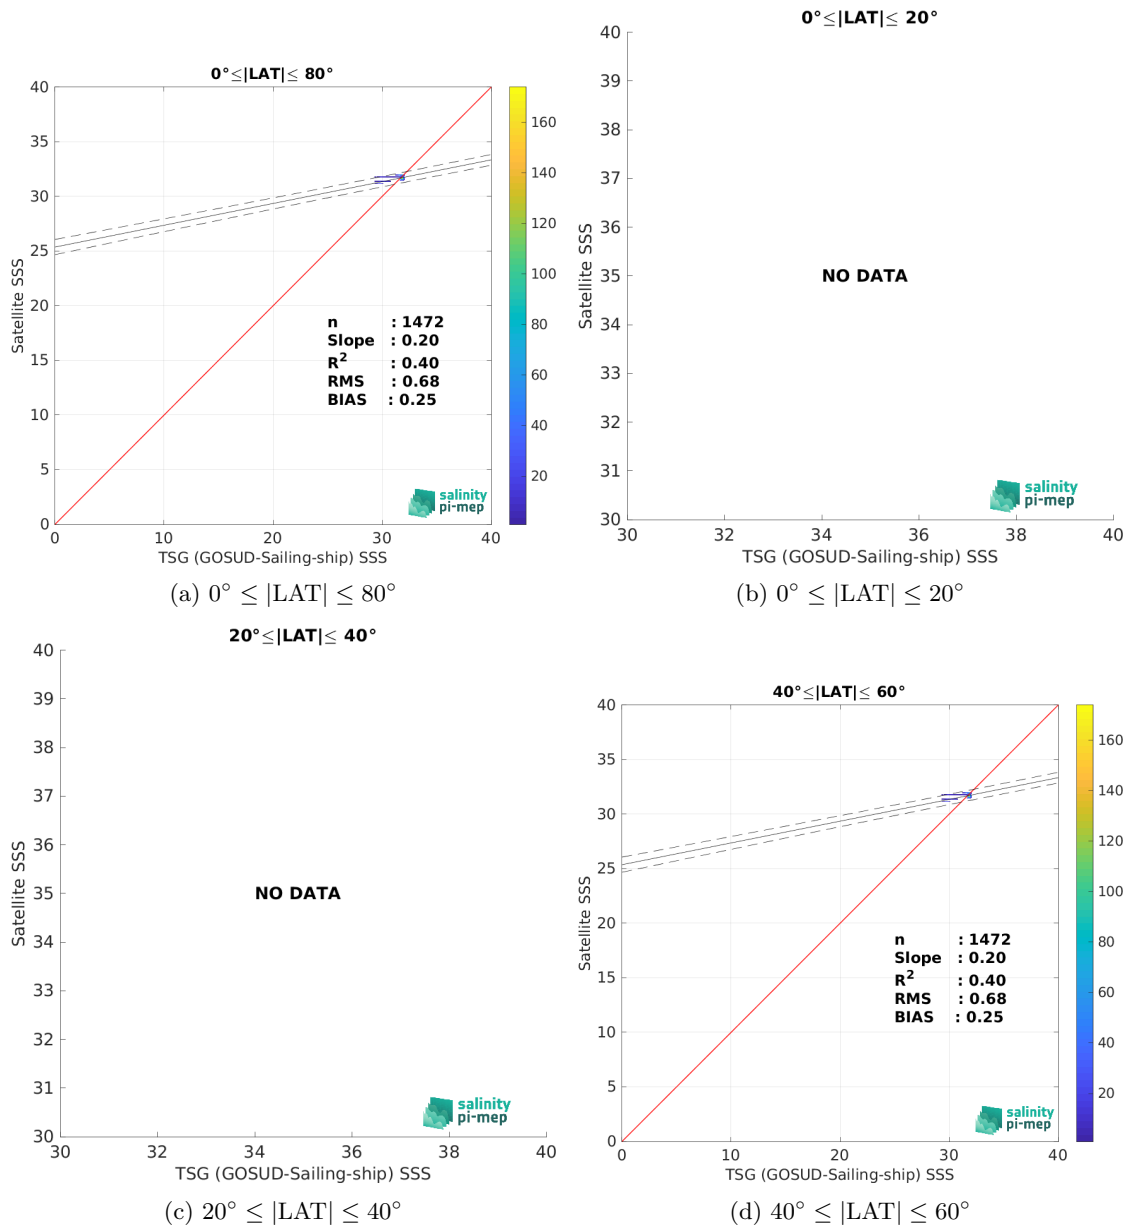 0°≤|LAT|≤ 80°
40
35
30
25
20
15
10
5
0
0
10
20
30
40
Satellite SSS
TSG (GOSUD-Sailing-ship) SSS
n : 1472
Slope : 0.20
R2 : 0.40
RMS : 0.68
BIAS : 0.25
salinity
pi-mep
160
140
120
100
80
60
40
20
(a) 0° ≤ |LAT| ≤ 80°
0°≤|LAT|≤ 20°
40
39
38
37
36
35
34
33
32
31
30
30
32
34
36
38
40
Satellite SSS
TSG (GOSUD-Sailing-ship) SSS
NO DATA
salinity
pi-mep
(b) 0° ≤ |LAT| ≤ 20°
20°≤|LAT|≤ 40°
40
39
38
37
36
35
34
33
32
31
30
30
32
34
36
38
40
Satellite SSS
TSG (GOSUD-Sailing-ship) SSS
NO DATA
salinity
pi-mep
(c) 20° ≤ |LAT| ≤ 40°
40°≤|LAT|≤ 60°
40
35
30
25
20
15
10
5
0
0
10
20
30
40
Satellite SSS
TSG (GOSUD-Sailing-ship) SSS
n : 1472
Slope : 0.20
R2 : 0.40
RMS : 0.68
BIAS : 0.25
salinity
pi-mep
160
140
120
100
80
60
40
20
(d) 40° ≤ |LAT| ≤ 60°